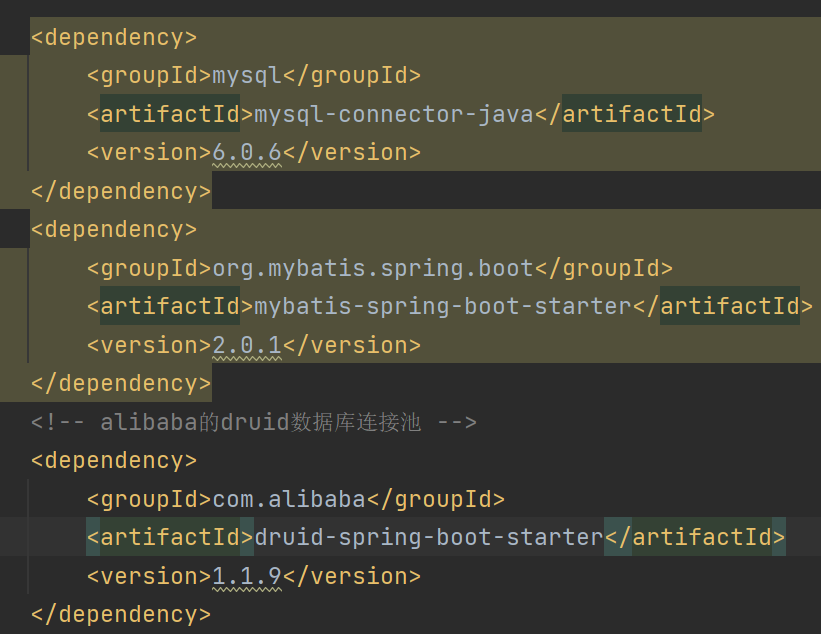 <dependency>
<groupId>mysql</groupId>
<artifactId>mysql-connector-java</artifactId>
<version>6.0.6</version>
</dependency>
<dependency>
<groupId>org.mybatis.spring.boot</groupId>
<artifactId>mybatis-spring-boot-starter</artifactId>
<version>2.0.1</version>
</dependency>
<!-- alibaba的druid数据库连接池 -->
<dependency>
<groupId>com.alibaba</groupId>
<artifactId>druid-spring-boot-starter</artifactId>
<version>1.1.9</version>
</dependency>